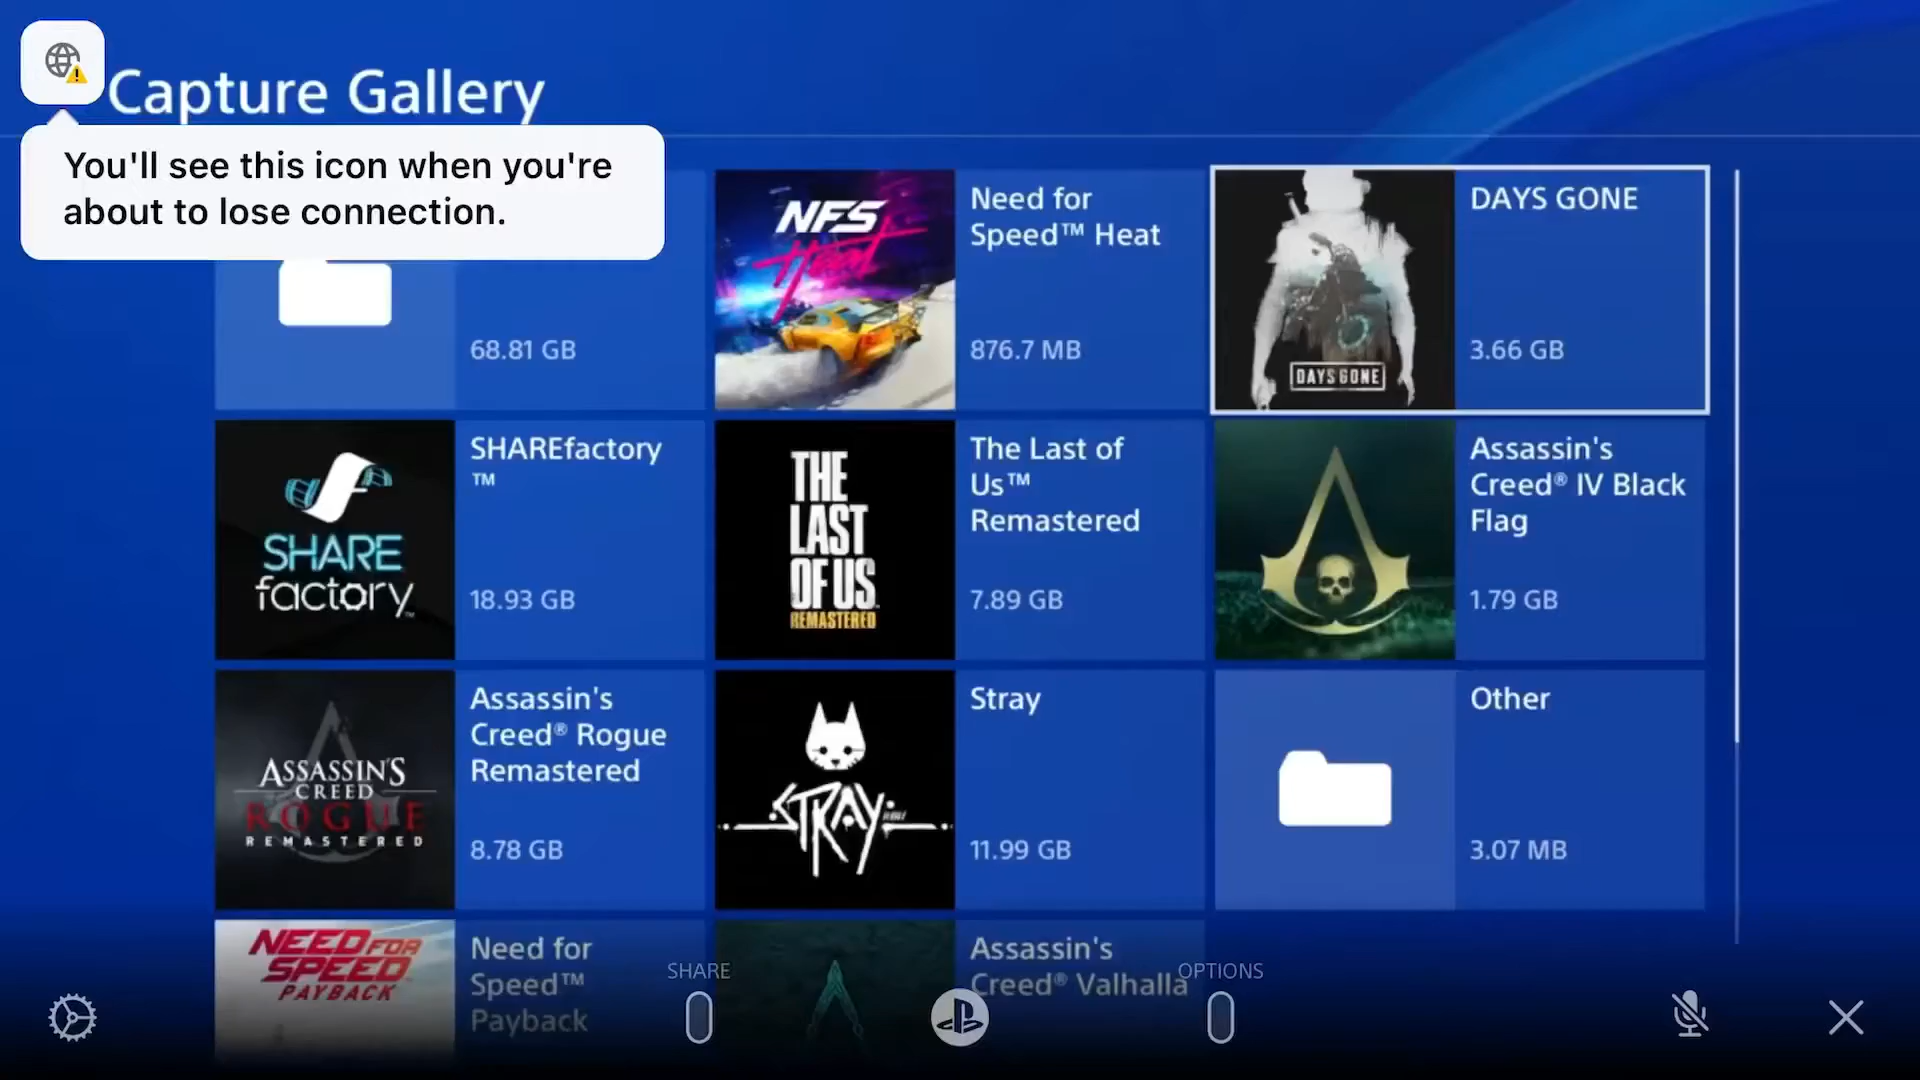 Capture Gallery
You'll see this icon when you're
about to lose connection.
68.81 GB
NFS
Heat
Need for
Speed™ Heat
876.7 MB
DAYS GONE
DAYS GONE
3.66 GB
SHARE
factory™
SHAREfactory
™
18.93 GB
THE
LAST
OF US
REMASTERED
The Last of
Us™
Remastered
7.89 GB
Assassin's
Creed® IV Black
Flag
1.79 GB
ASSASSIN'S
CREED
ROGUE
REMASTERED
Assassin's
Creed® Rogue
Remastered
8.78 GB
STRAY
Stray
11.99 GB
Other
3.07 MB
NEED FOR
SPEED
PAYBACK
Need for
Speed™
Payback
Assassin's
Creed® Valhalla
SHARE
OPTIONS